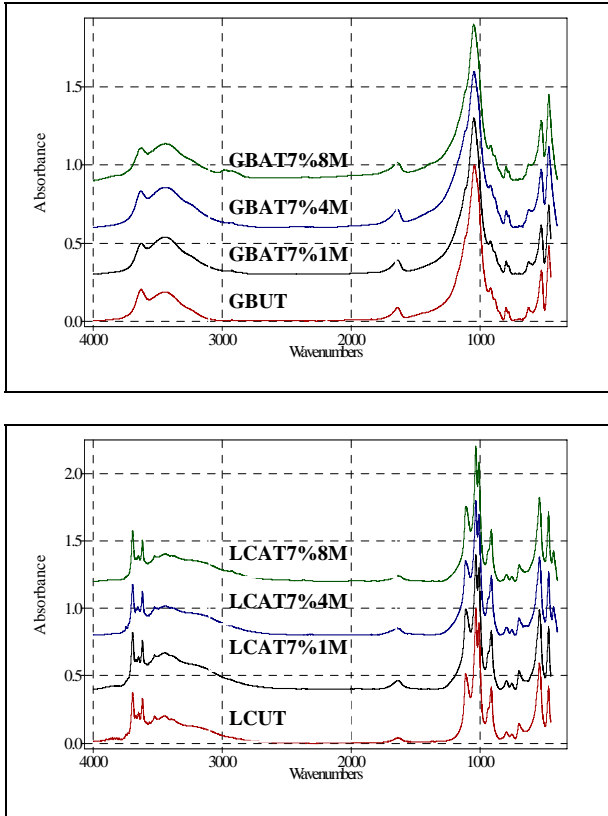 1.5
1.0
0.5
0.0
Absorbance
GBAT7%8M
GBAT7%4M
GBAT7%1M
GBUT
4000 3000 2000 1000
Wavenumbers
2.0
1.5
1.0
0.5
0.0
Absorbance
LCAT7%8M
LCAT7%4M
LCAT7%1M
LCUT
4000 3000 2000 1000
Wavenumbers